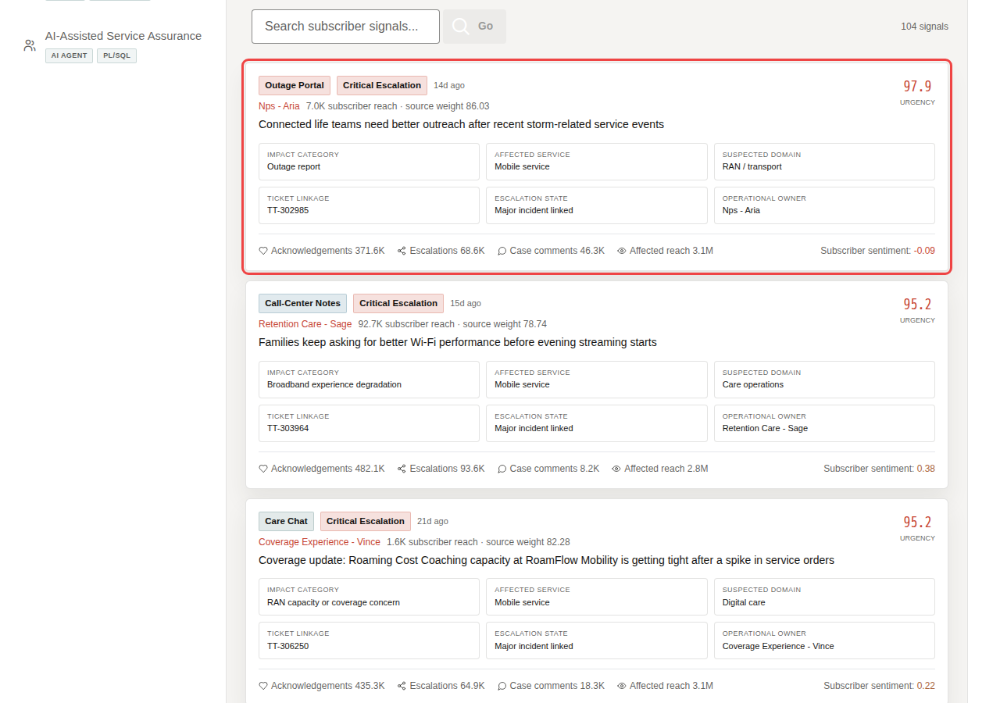 AI-Assisted Service Assurance
AI AGENT PL/SQL
Search subscriber signals... Go 104 signals
Outage Portal Critical Escalation 14d ago 97.9
URGENCY
Nps - Aria 7.0K subscriber reach · source weight 86.03
Connected life teams need better outreach after recent storm-related service events
IMPACT CATEGORY AFFECTED SERVICE SUSPECTED DOMAIN
Outage report Mobile service RAN / transport
TICKET LINKAGE ESCALATION STATE OPERATIONAL OWNER
TT-302985 Major incident linked Nps - Aria
Acknowledgements 371.6K Escalations 68.6K Case comments 46.3K Affected reach 3.1M Subscriber sentiment: -0.09
Call-Center Notes Critical Escalation 15d ago 95.2
URGENCY
Retention Care - Sage 92.7K subscriber reach · source weight 78.74
Families keep asking for better Wi-Fi performance before evening streaming starts
IMPACT CATEGORY AFFECTED SERVICE SUSPECTED DOMAIN
Broadband experience degradation Mobile service Care operations
TICKET LINKAGE ESCALATION STATE OPERATIONAL OWNER
TT-303964 Major incident linked Retention Care - Sage
Acknowledgements 482.1K Escalations 93.6K Case comments 8.2K Affected reach 2.8M Subscriber sentiment: 0.38
Care Chat Critical Escalation 21d ago 95.2
URGENCY
Coverage Experience - Vince 1.6K subscriber reach · source weight 82.28
Coverage update: Roaming Cost Coaching capacity at RoamFlow Mobility is getting tight after a spike in service orders
IMPACT CATEGORY AFFECTED SERVICE SUSPECTED DOMAIN
RAN capacity or coverage concern Mobile service Digital care
TICKET LINKAGE ESCALATION STATE OPERATIONAL OWNER
TT-306250 Major incident linked Coverage Experience - Vince
Acknowledgements 435.3K Escalations 64.9K Case comments 18.3K Affected reach 3.1M Subscriber sentiment: 0.22